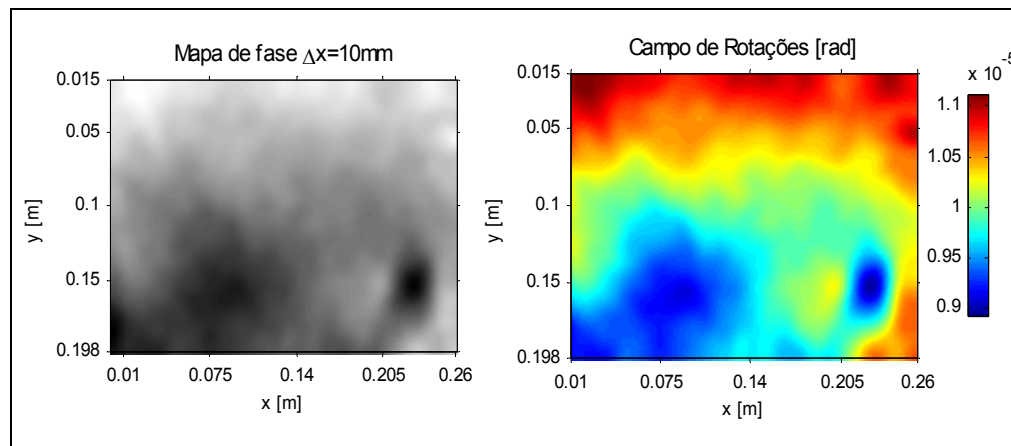 Mapa de fase Δx=10mm
0.015
0.05
0.1
0.15
0.198
y [m]
0.01 0.075 0.14 0.205 0.26
x [m]
Campo de Rotações [rad]
x 10⁻⁵
0.015
0.05
0.1
0.15
0.198
y [m]
0.01 0.075 0.14 0.205 0.26
x [m]
1.1
1.05
1
0.95
0.9